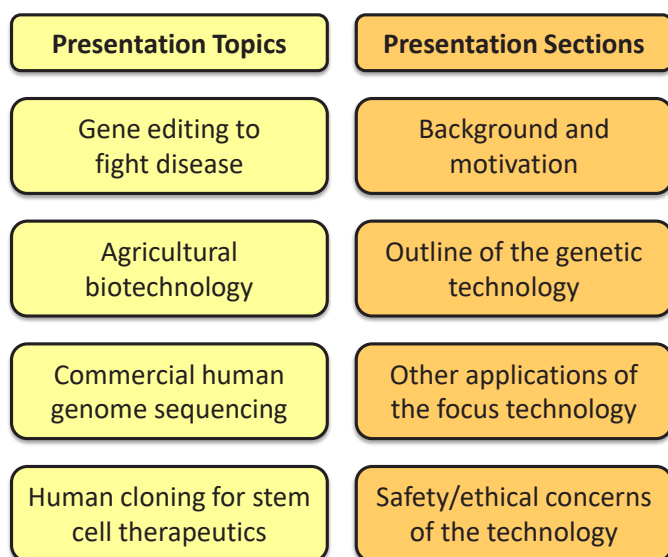 Presentation Topics
Gene editing to
fight disease
Agricultural
biotechnology
Commercial human
genome sequencing
Human cloning for stem
cell therapeutics
Presentation Sections
Background and
motivation
Outline of the genetic
technology
Other applications of
the focus technology
Safety/ethical concerns
of the technology